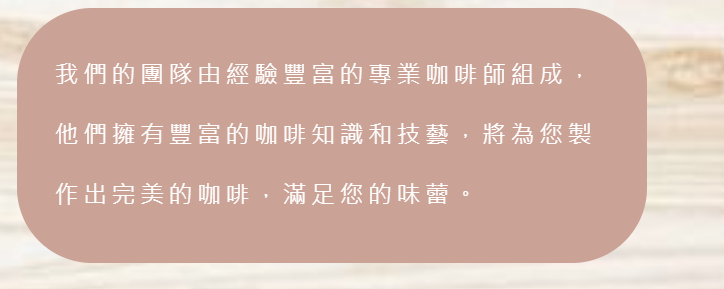 我們的團隊由經驗豐富的專業咖啡師組成，
他們擁有豐富的咖啡知識和技藝，將為您製
作出完美的咖啡，滿足您的味蕾。